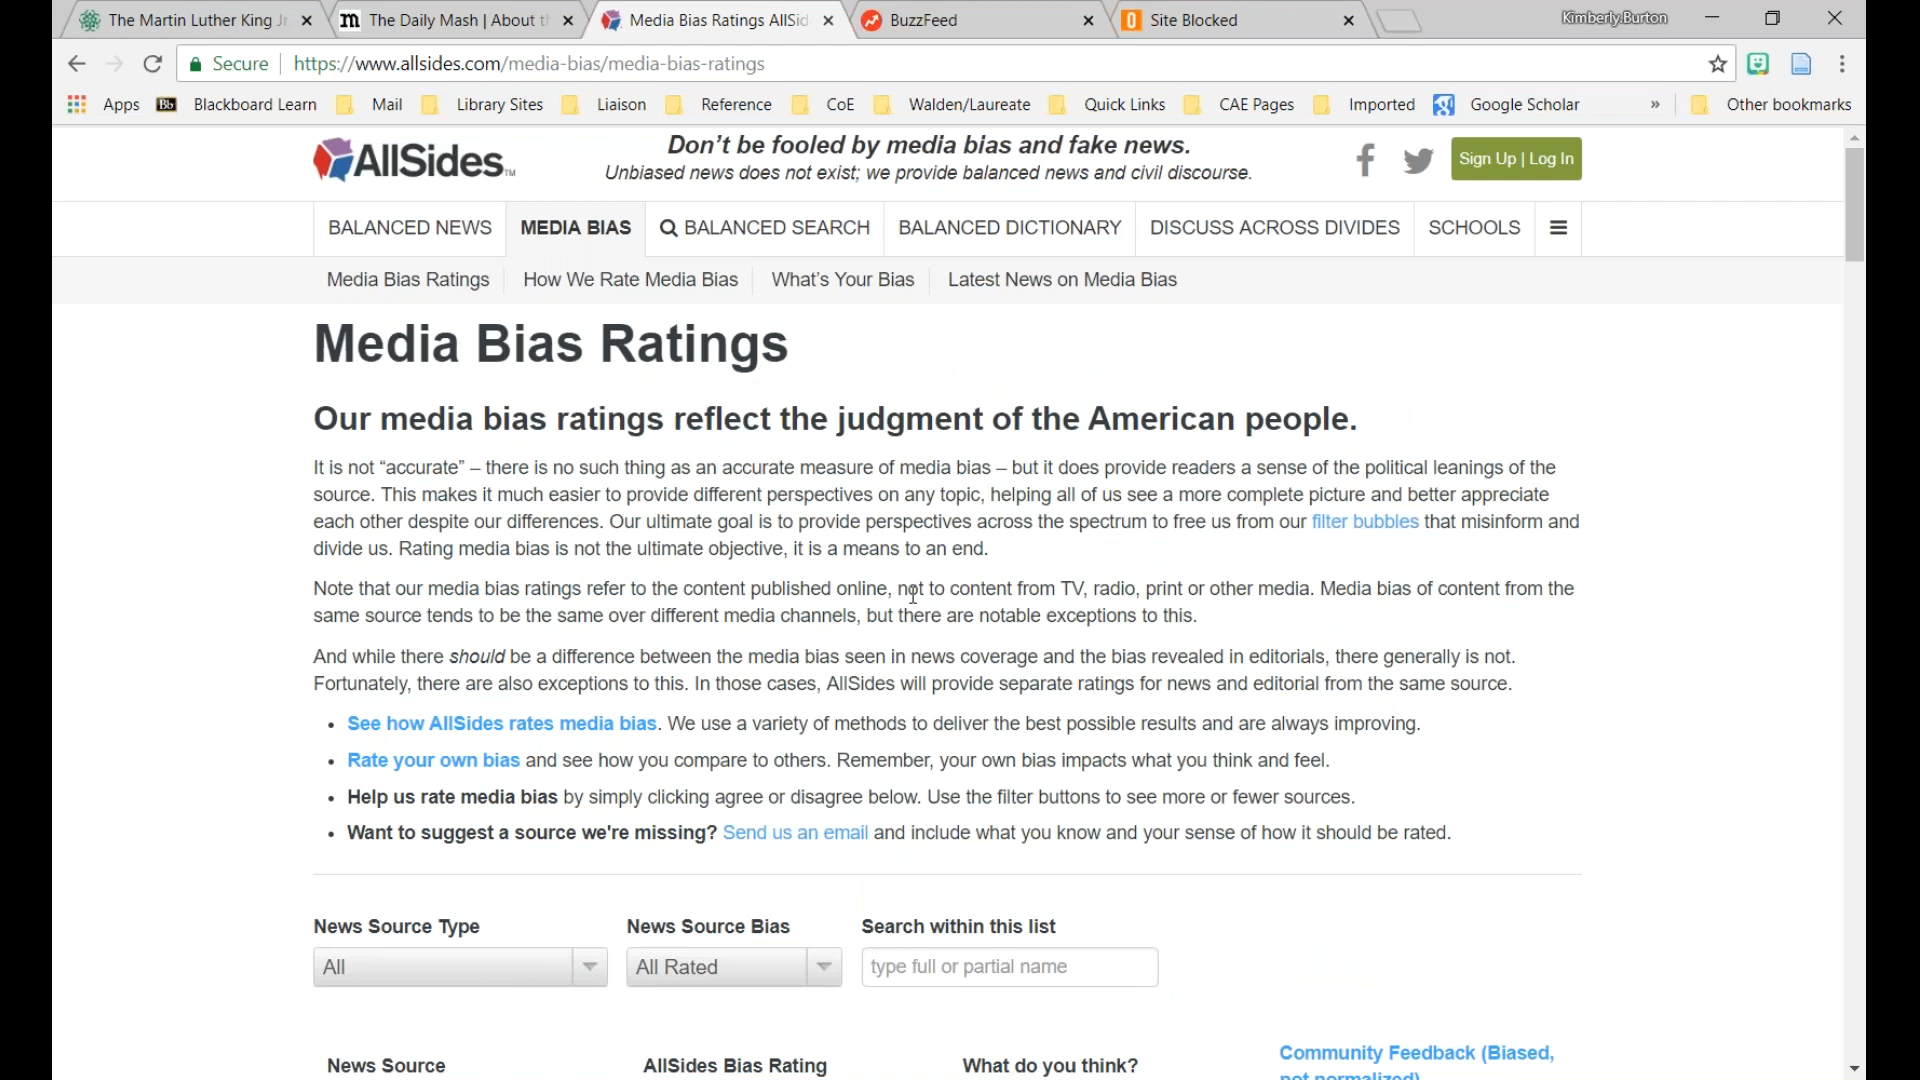 The Martin Luther King Jr
The Daily Mash | About th
Media Bias Ratings AllSid
BuzzFeed
Site Blocked
Kimberly.Burton
Secure
https://www.allsides.com/media-bias/media-bias-ratings
Apps
Bb Blackboard Learn
Mail
Library Sites
Liaison
Reference
CoE
Walden/Laureate
Quick Links
CAE Pages
Imported
Google Scholar
»
Other bookmarks
AllSides™
Don’t be fooled by media bias and fake news.
Unbiased news does not exist; we provide balanced news and civil discourse.
Sign Up | Log In
BALANCED NEWS
MEDIA BIAS
BALANCED SEARCH
BALANCED DICTIONARY
DISCUSS ACROSS DIVIDES
SCHOOLS
Media Bias Ratings
How We Rate Media Bias
What’s Your Bias
Latest News on Media Bias
Media Bias Ratings
Our media bias ratings reflect the judgment of the American people.
It is not “accurate” – there is no such thing as an accurate measure of media bias – but it does provide readers a sense of the political leanings of the
source. This makes it much easier to provide different perspectives on any topic, helping all of us see a more complete picture and better appreciate
each other despite our differences. Our ultimate goal is to provide perspectives across the spectrum to free us from our filter bubbles that misinform and
divide us. Rating media bias is not the ultimate objective, it is a means to an end.
Note that our media bias ratings refer to the content published online, not to content from TV, radio, print or other media. Media bias of content from the
same source tends to be the same over different media channels, but there are notable exceptions to this.
And while there should be a difference between the media bias seen in news coverage and the bias revealed in editorials, there generally is not.
Fortunately, there are also exceptions to this. In those cases, AllSides will provide separate ratings for news and editorial from the same source.
• See how AllSides rates media bias. We use a variety of methods to deliver the best possible results and are always improving.
• Rate your own bias and see how you compare to others. Remember, your own bias impacts what you think and feel.
• Help us rate media bias by simply clicking agree or disagree below. Use the filter buttons to see more or fewer sources.
• Want to suggest a source we're missing? Send us an email and include what you know and your sense of how it should be rated.
News Source Type
News Source Bias
Search within this list
All
All Rated
type full or partial name
News Source
AllSides Bias Rating
What do you think?
Community Feedback (Biased,
not normalized)